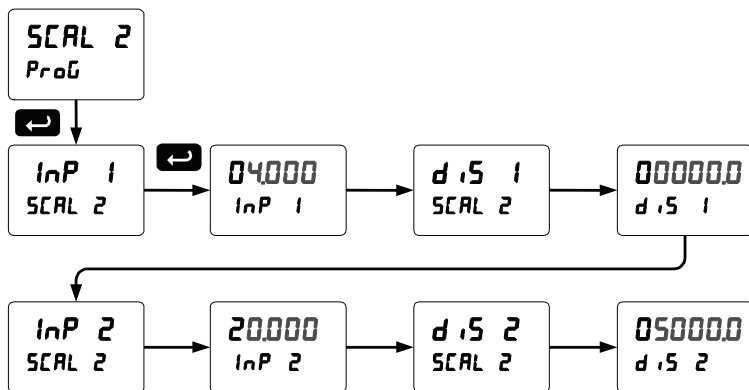 SCAL 2
ProG
InP 1
SCAL 2
04.000
InP 1
diS 1
SCAL 2
00000.0
diS 1
InP 2
SCAL 2
20.000
InP 2
diS 2
SCAL 2
05000.0
diS 2